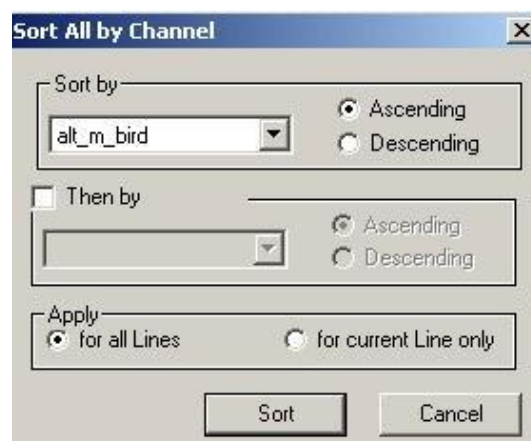 Sort All by Channel
Sort by
alt_m_bird
Ascending
Descending
Then by
Ascending
Descending
Apply
for all Lines
for current Line only
Sort
Cancel